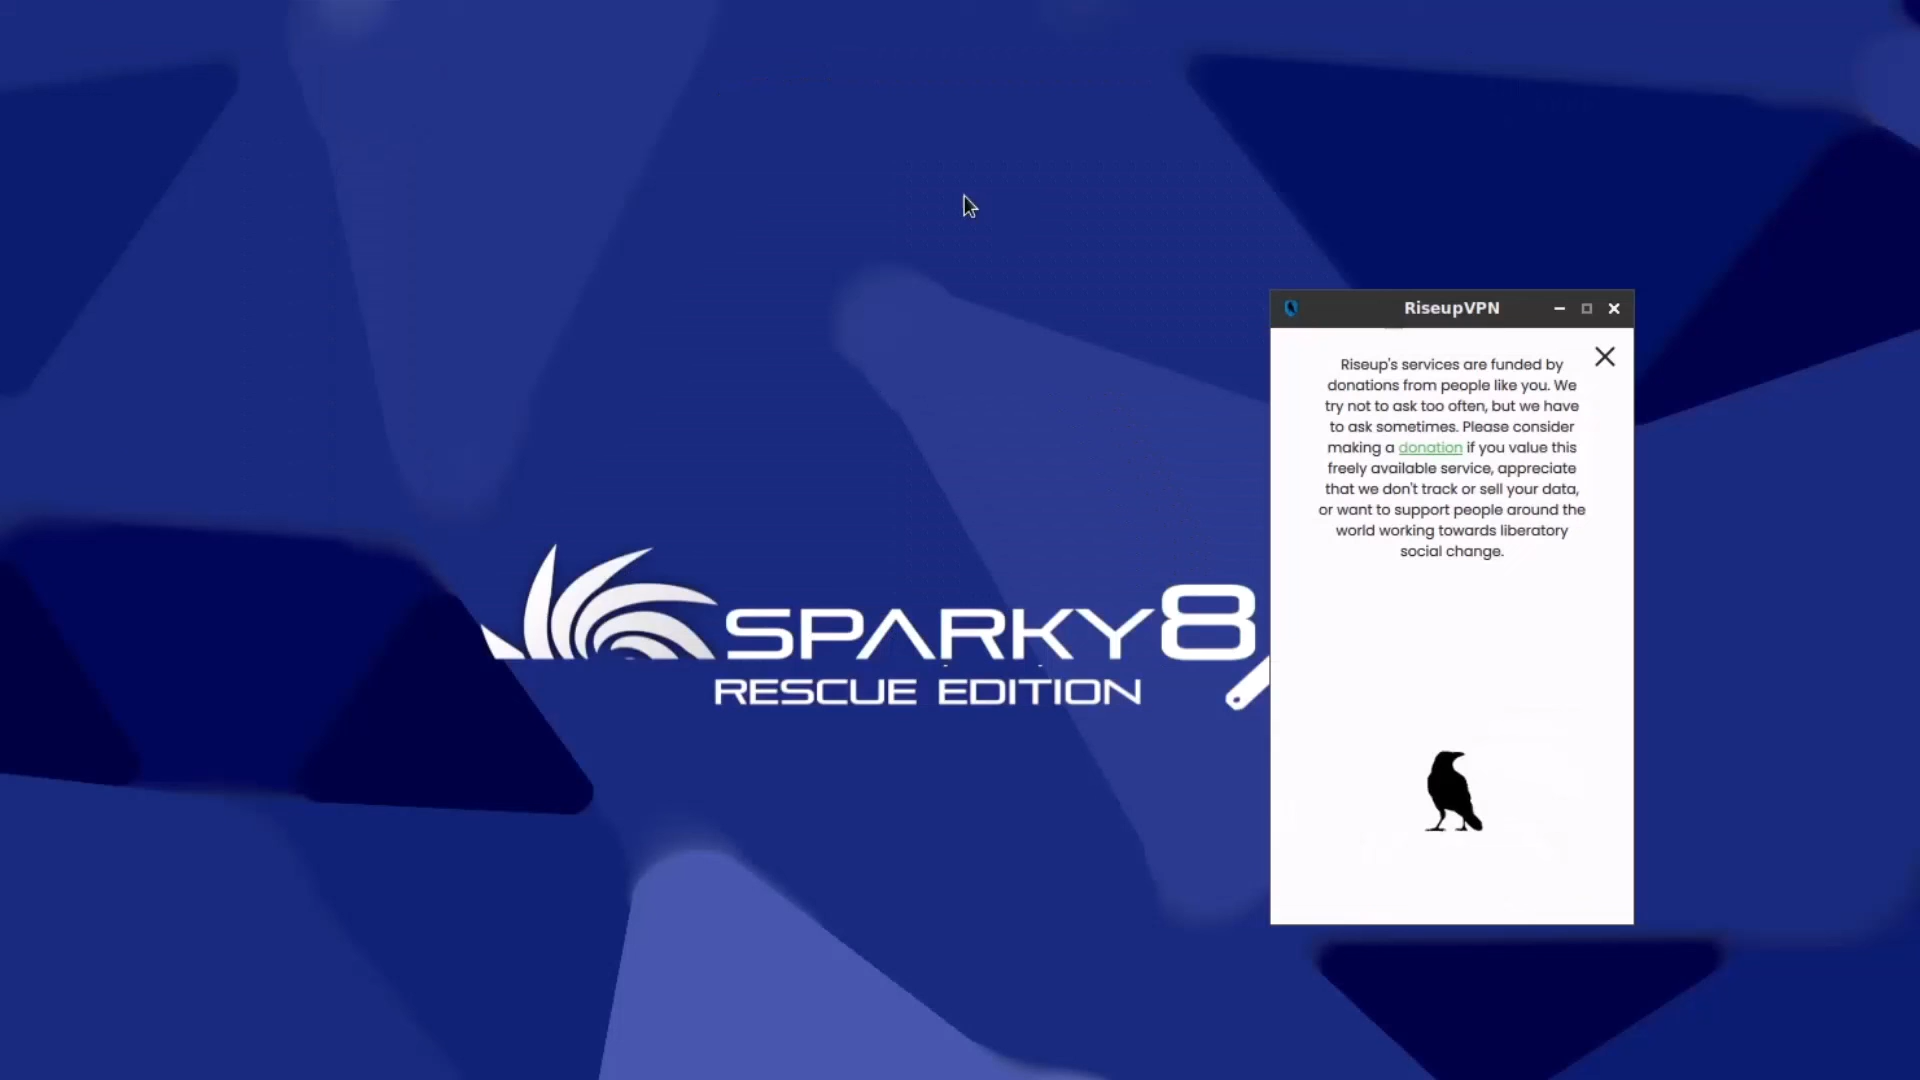 SPARKY8
RESCUE EDITION
RiseupVPN
Riseup's services are funded by
donations from people like you. We
try not to ask too often, but we have
to ask sometimes. Please consider
making a donation if you value this
freely available service, appreciate
that we don't track or sell your data,
or want to support people around the
world working towards liberatory
social change.